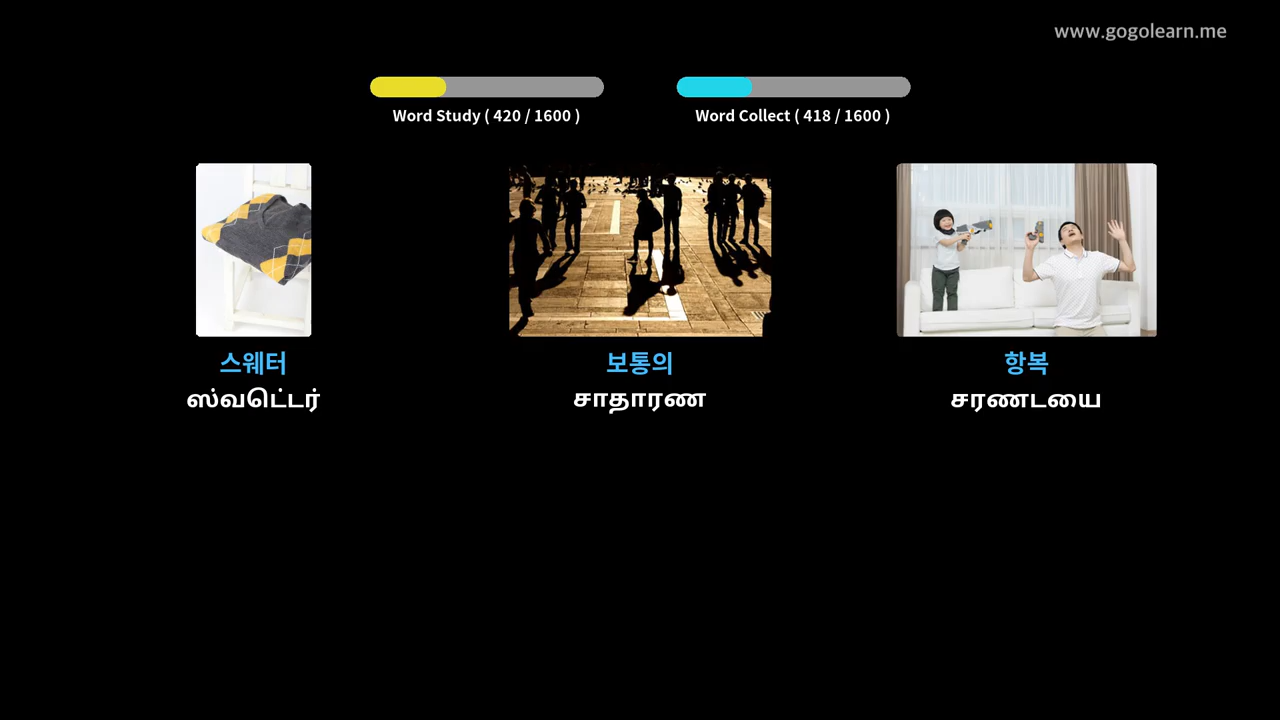 www.gogolearn.me
Word Study ( 420 / 1600 )
Word Collect ( 418 / 1600 )
스웨터
ஸ்வெட்டர்
보통의
சாதாரண
항복
சரணடயை